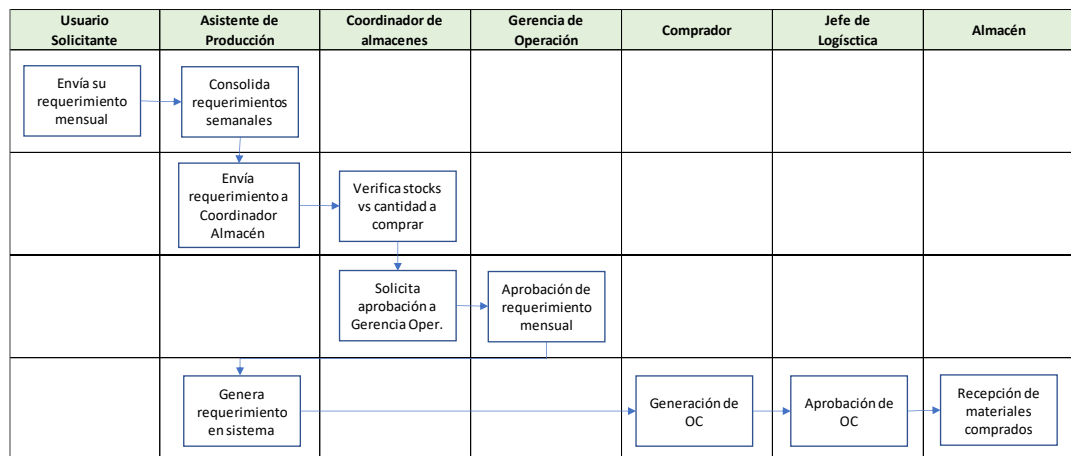 Usuario
Solicitante
Asistente de
Producción
Coordinador de
almacenes
Gerencia de
Operación
Comprador
Jefe de
Logísctica
Almacén
Envía su
requerimiento
mensual
Consolida
requerimientos
semanales
Envía
requerimiento a
Coordinador
Almacén
Verifica stocks
vs cantidad a
comprar
Solicita
aprobación a
Gerencia Oper.
Aprobación de
requerimiento
mensual
Genera
requerimiento
en sistema
Generación de
OC
Aprobación de
OC
Recepción de
materiales
comprados